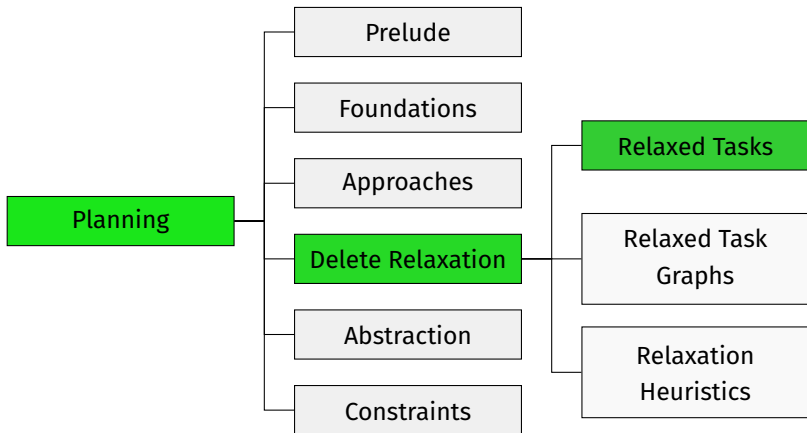 Planning
Prelude
Foundations
Approaches
Delete Relaxation
Abstraction
Constraints
Relaxed Tasks
Relaxed Task
Graphs
Relaxation
Heuristics